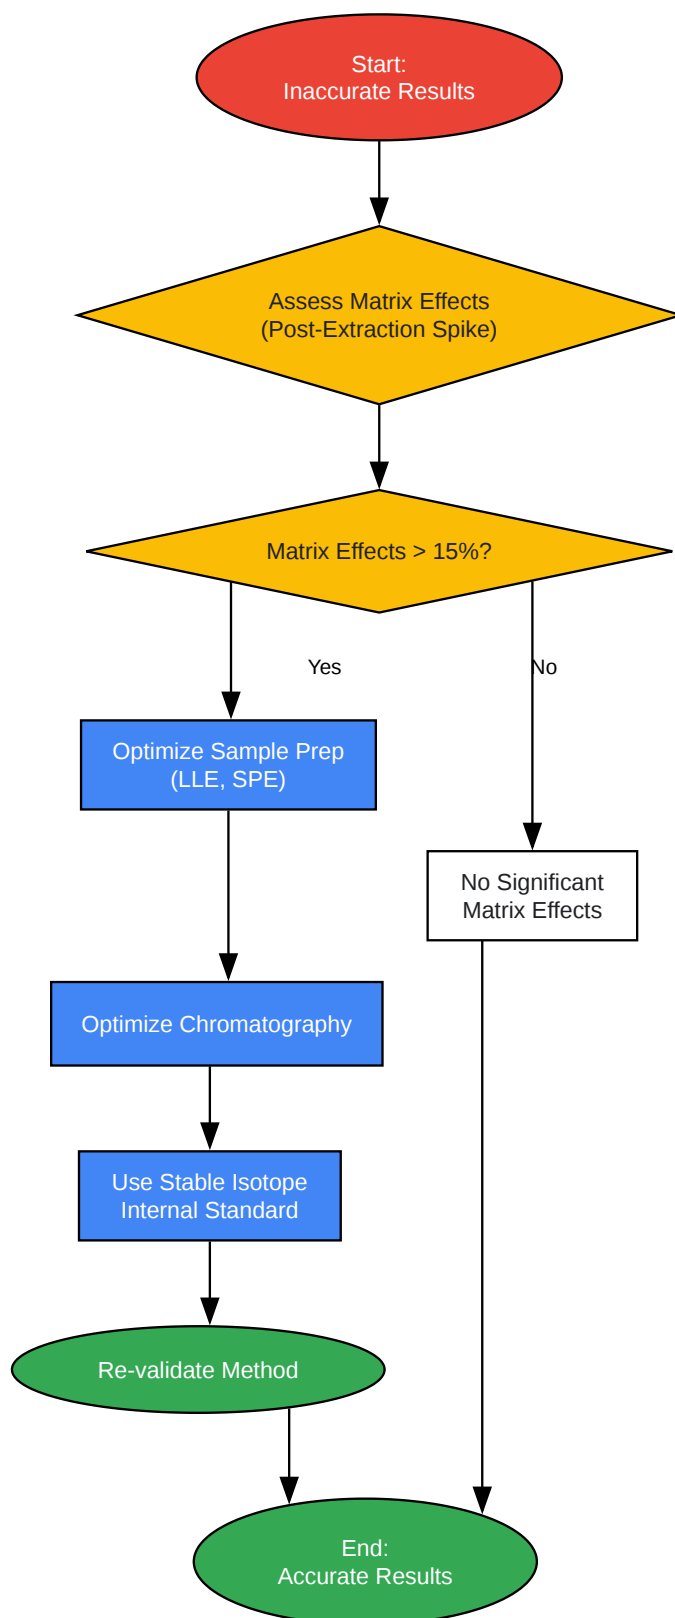 Start:
Inaccurate Results
Assess Matrix Effects
(Post-Extraction Spike)
Matrix Effects > 15%?
Yes
No
Optimize Sample Prep
(LLE, SPE)
No Significant
Matrix Effects
Optimize Chromatography
Use Stable Isotope
Internal Standard
Re-validate Method
End:
Accurate Results